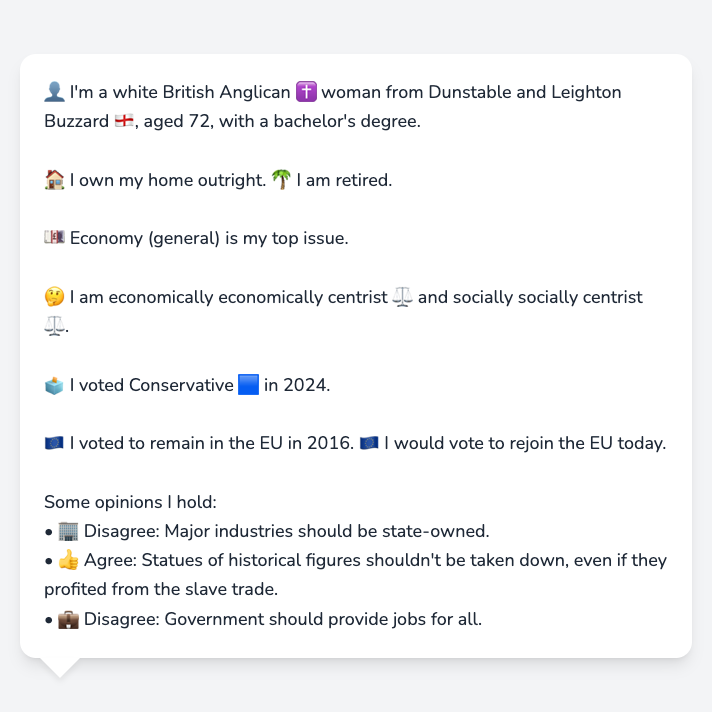 👤 I'm a white British Anglican ✝️ woman from Dunstable and Leighton
Buzzard 🏴󠁧󠁢󠁥󠁮󠁧󠁿, aged 72, with a bachelor's degree.
🏠 I own my home outright. 🌴 I am retired.
💷 Economy (general) is my top issue.
🤔 I am economically economically centrist ⚖️ and socially socially centrist
⚖️.
🗳️ I voted Conservative 🟦 in 2024.
🇪🇺 I voted to remain in the EU in 2016. 🇪🇺 I would vote to rejoin the EU today.
Some opinions I hold:
• 🏢 Disagree: Major industries should be state-owned.
• 👍 Agree: Statues of historical figures shouldn't be taken down, even if they
profited from the slave trade.
• 💼 Disagree: Government should provide jobs for all.